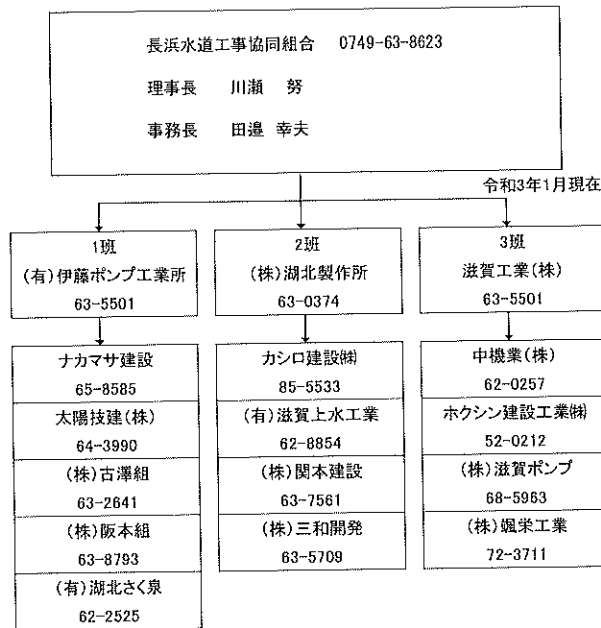 長浜水道工事協同組合 0749-63-8623
理事長 川瀬 努
事務長 田邉 幸夫
令和3年1月現在
1班
(有)伊藤ポンプ工業所
63-5501
2班
(株)湖北製作所
63-0374
3班
滋賀工業(株)
63-5501
ナカマサ建設
65-8585
太陽技建(株)
64-3990
(株)古澤組
63-2641
(株)阪本組
63-8793
(有)湖北さく泉
62-2525
カシロ建設㈱
85-5533
(有)滋賀上水工業
62-8854
(株)関本建設
63-7561
(株)三和開発
63-5709
中機業(株)
62-0257
ホクシン建設工業㈱
52-0212
(株)滋賀ポンプ
68-5963
(株)颯栄工業
72-3711